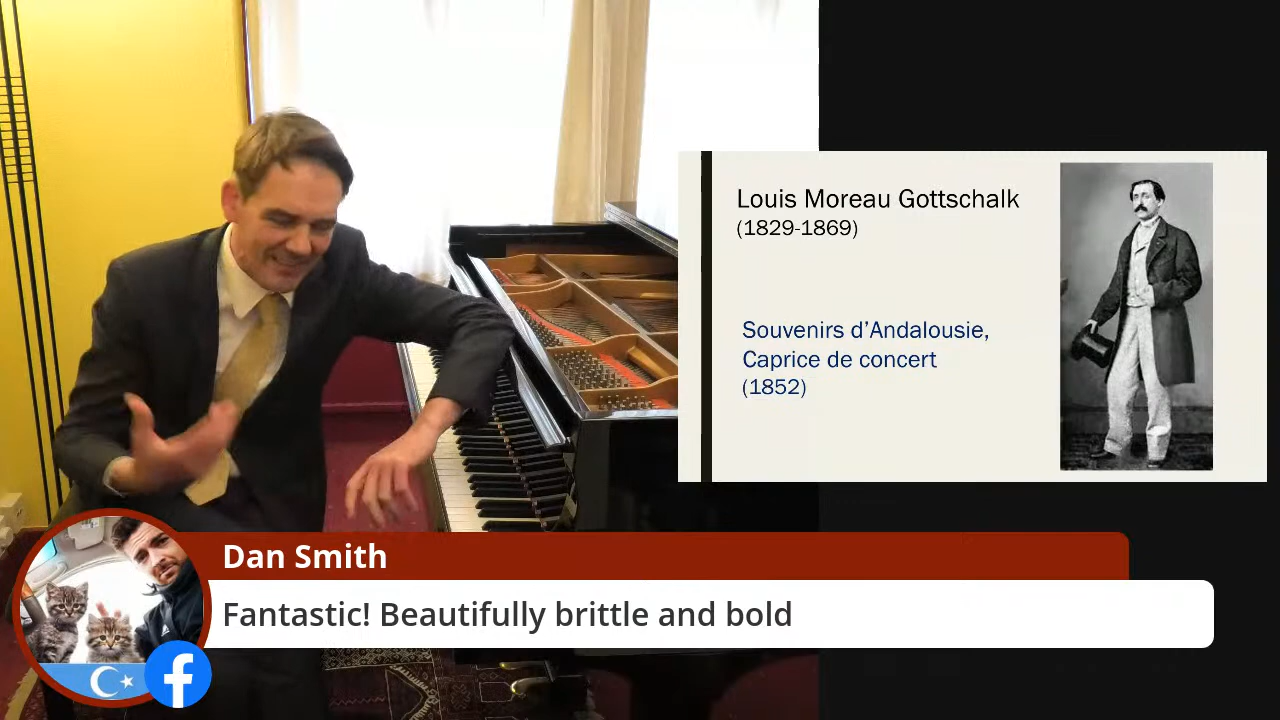 Louis Moreau Gottschalk
(1829-1869)
Souvenirs d’Andalousie,
Caprice de concert
(1852)
Dan Smith
Fantastic! Beautifully brittle and bold